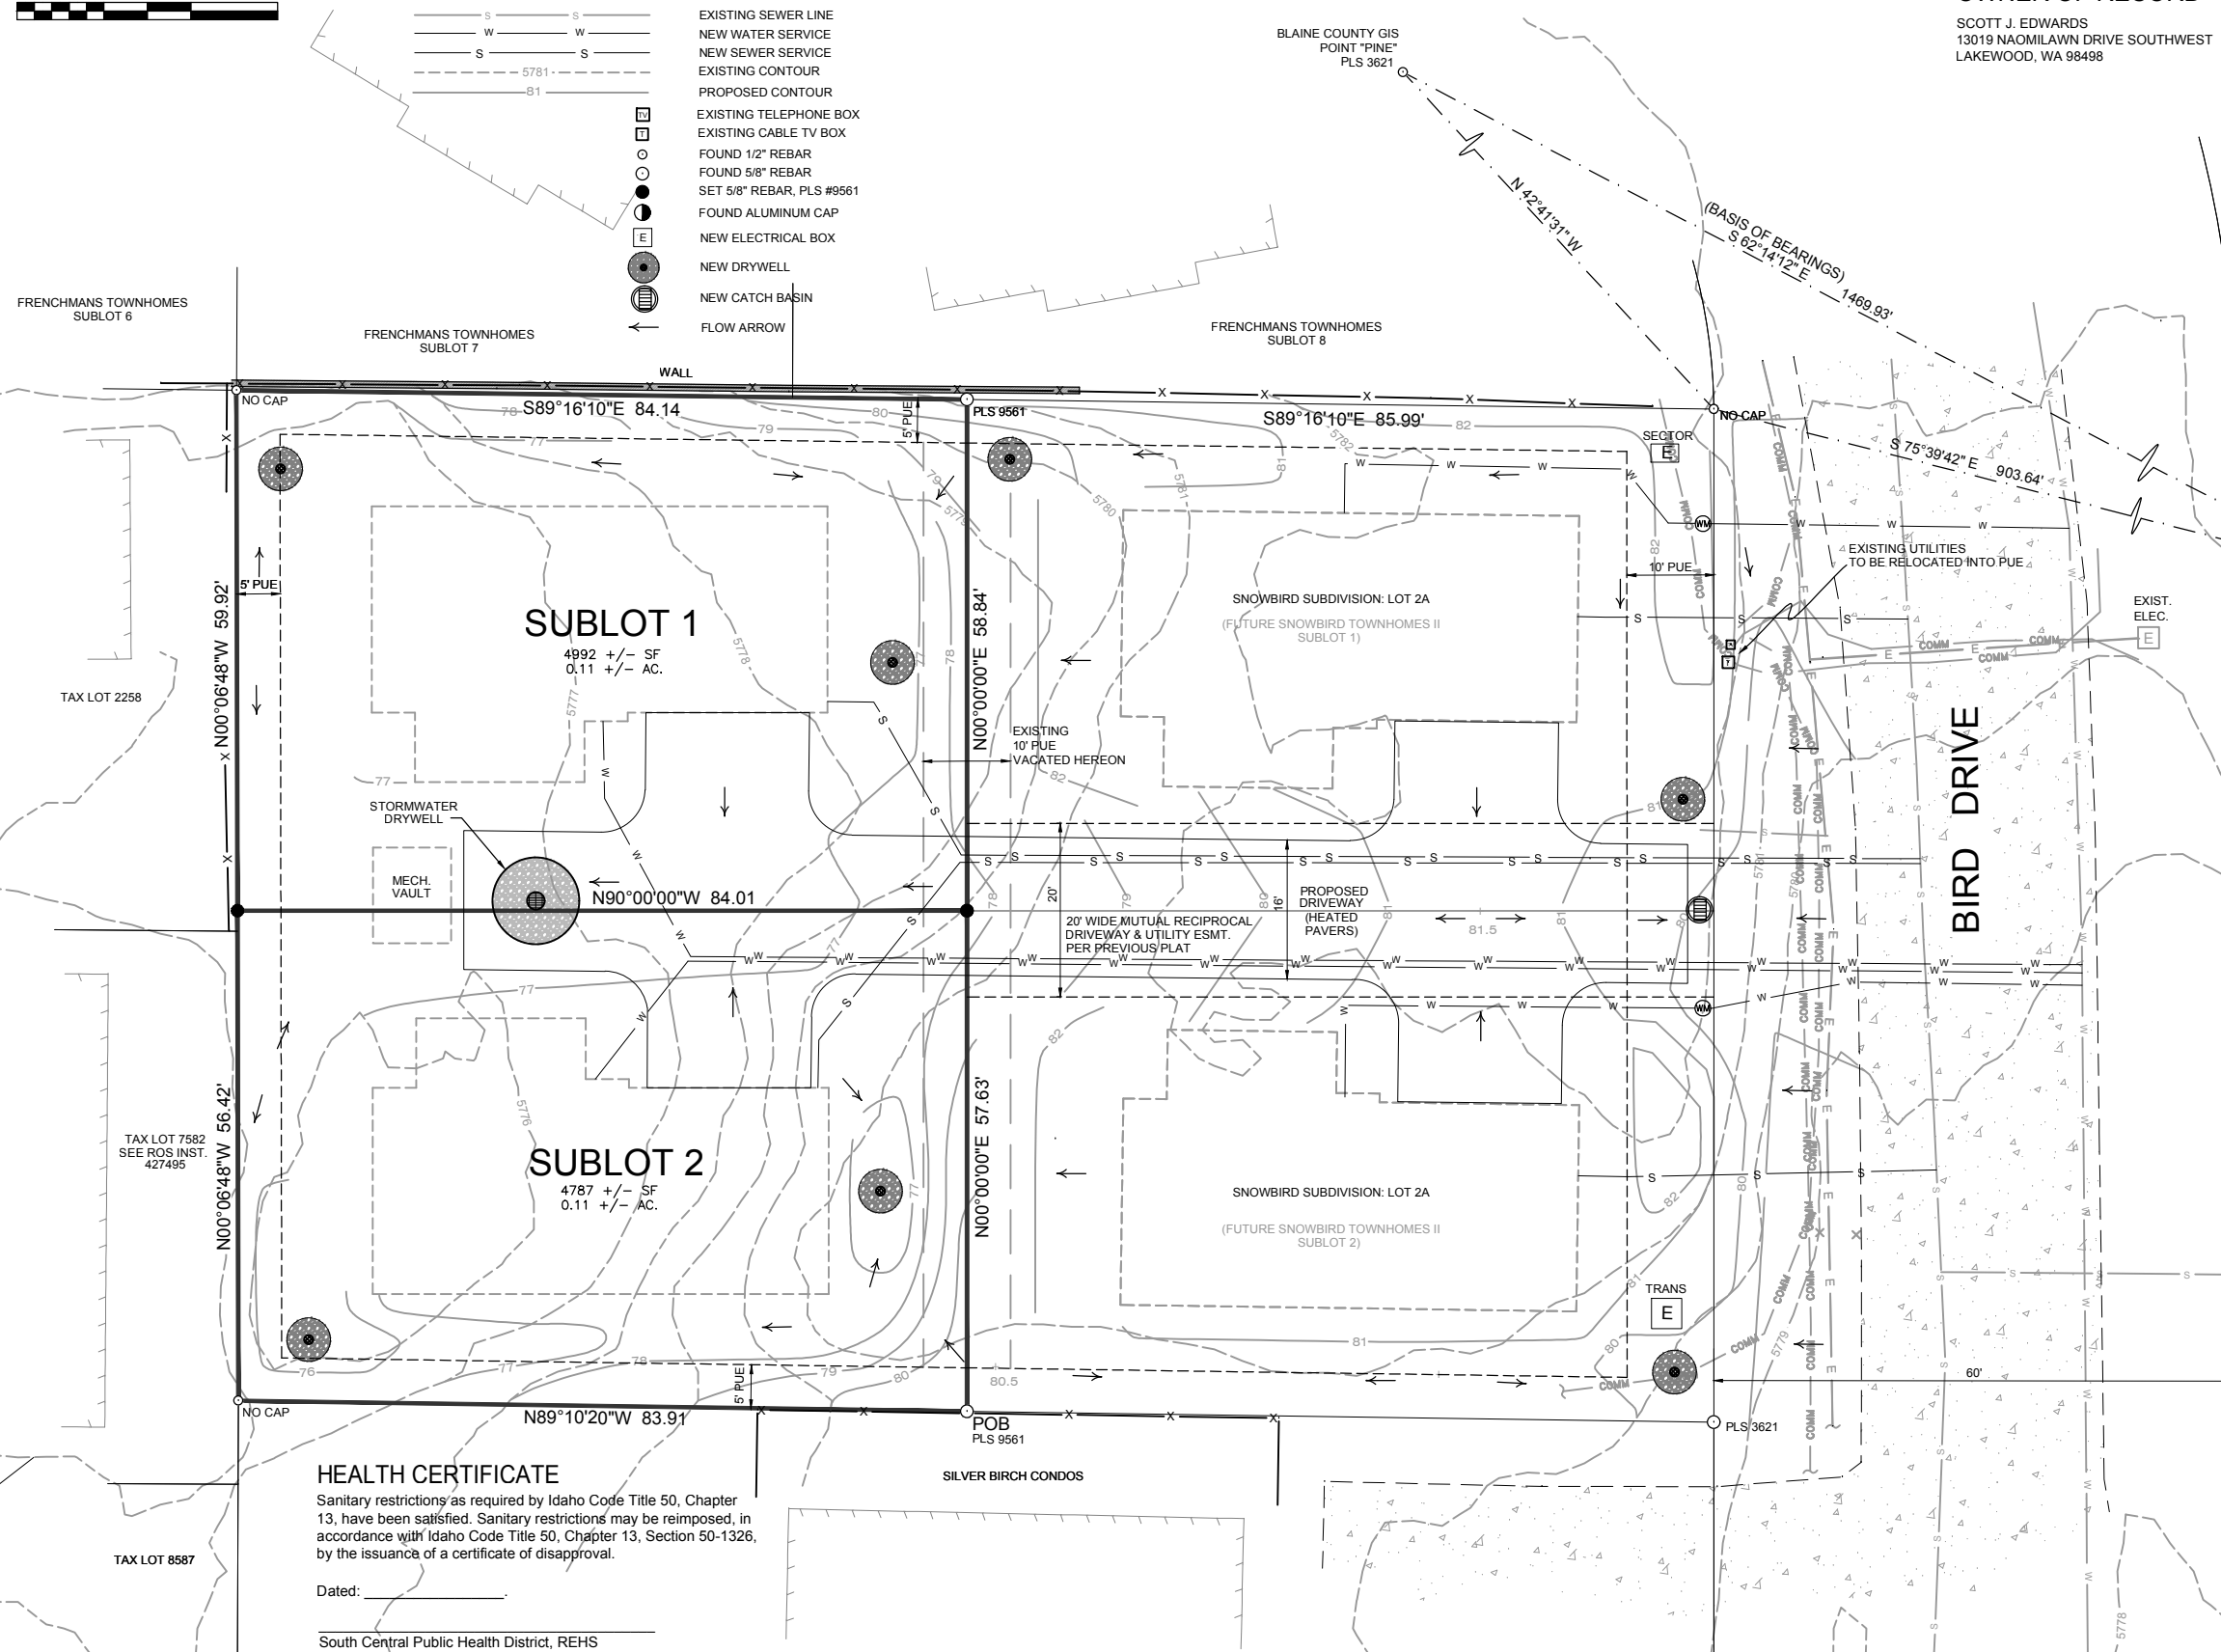 EXISTING SEWER LINE
NEW WATER SERVICE
NEW SEWER SERVICE
EXISTING CONTOUR
PROPOSED CONTOUR
EXISTING TELEPHONE BOX
EXISTING CABLE TV BOX
FOUND 1/2" REBAR
FOUND 5/8" REBAR
SET 5/8" REBAR, PLS #9561
FOUND ALUMINUM CAP
NEW ELECTRICAL BOX
NEW DRYWELL
NEW CATCH BASIN
FLOW ARROW
SCOTT J. EDWARDS
13019 NAOMILAWN DRIVE SOUTHWEST
LAKEWOOD, WA 98498
BLAINE COUNTY GIS
POINT "PINE"
PLS 3621
N 42°41'31" W
(BASIS OF BEARINGS)
S 62°14'12" E
1469.93'
FRENCHMANS TOWNHOMES
SUBLOT 6
FRENCHMANS TOWNHOMES
SUBLOT 7
FRENCHMANS TOWNHOMES
SUBLOT 8
WALL
NO CAP
S89°16'10"E 84.14
5' PUE
PLS 9561
S89°16'10"E 85.99'
NO CAP
SECTOR
E
S 75°39'42" E 903.64'
EXISTING UTILITIES
TO BE RELOCATED INTO PUE
EXIST.
ELEC.
E
5' PUE
10' PUE
N00°06'48"W 59.92'
SUBLOT 1
4992 +/- SF
0.11 +/- AC.
N00°00'00"E 58.84'
SNOWBIRD SUBDIVISION: LOT 2A
(FUTURE SNOWBIRD TOWNHOMES II
SUBLOT 1)
TAX LOT 2258
EXISTING
10' PUE
VACATED HEREON
BIRD DRIVE
STORMWATER
DRYWELL
MECH.
VAULT
N90°00'00"W 84.01
20'
16'
PROPOSED
DRIVEWAY
(HEATED
PAVERS)
20' WIDE MUTUAL RECIPROCAL
DRIVEWAY & UTILITY ESMT.
PER PREVIOUS PLAT
81.5
N00°06'48"W 56.42'
TAX LOT 7582
SEE ROS INST.
427495
SUBLOT 2
4787 +/- SF
0.11 +/- AC.
N00°00'00"E 57.63'
SNOWBIRD SUBDIVISION: LOT 2A
(FUTURE SNOWBIRD TOWNHOMES II
SUBLOT 2)
TRANS
E
60'
80.5
5' PUE
NO CAP
N89°10'20"W 83.91
POB
PLS 9561
PLS 3621
SILVER BIRCH CONDOS
HEALTH CERTIFICATE
Sanitary restrictions as required by Idaho Code Title 50, Chapter
13, have been satisfied. Sanitary restrictions may be reimposed, in
accordance with Idaho Code Title 50, Chapter 13, Section 50-1326,
by the issuance of a certificate of disapproval.
TAX LOT 8587
Dated: .
South Central Public Health District, REHS